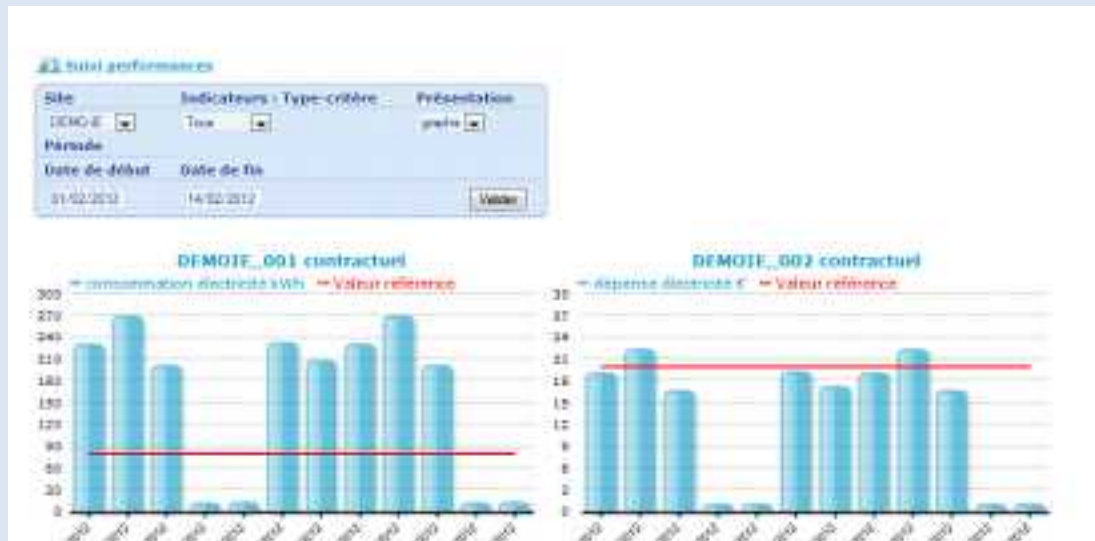 Suivi performances
Site Indicateurs - Type-critère Présentation
DEMO-E Tous graphe
Période
Date de début Date de fin
01/02/2012 14/02/2012 Valider
DEMOIE_001 contractuel
consommation électricité kWh Valeur référence
300
270
240
210
180
150
120
90
60
30
0
DEMOIE_002 contractuel
dépense électricité € Valeur référence
30
27
24
21
18
15
12
9
6
3
0